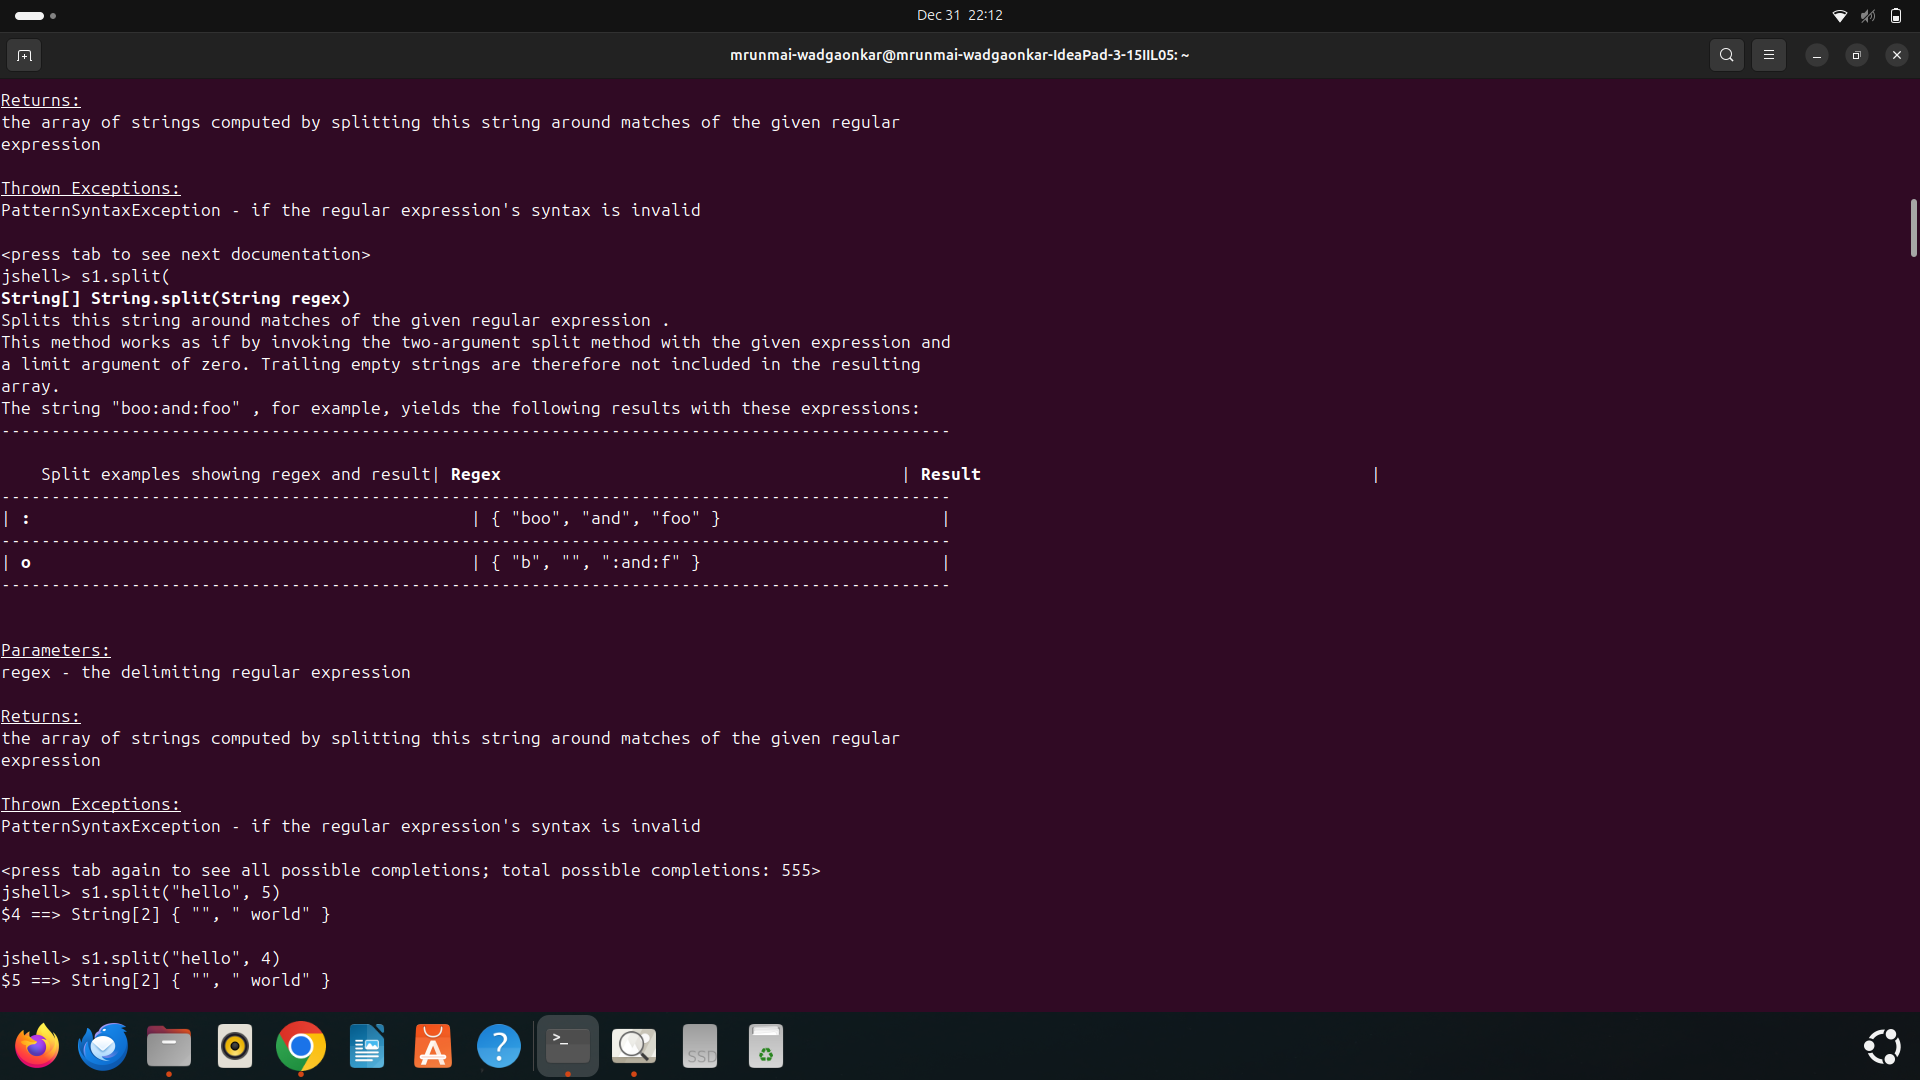 Dec 31 22:12
mrunmai-wadgaonkar@mrunmai-wadgaonkar-IdeaPad-3-15IIL05: ~
Returns:
the array of strings computed by splitting this string around matches of the given regular
expression
Thrown Exceptions:
PatternSyntaxException - if the regular expression's syntax is invalid
<press tab to see next documentation>
jshell> s1.split(
String[] String.split(String regex)
Splits this string around matches of the given regular expression .
This method works as if by invoking the two-argument split method with the given expression and
a limit argument of zero. Trailing empty strings are therefore not included in the resulting
array.
The string "boo:and:foo" , for example, yields the following results with these expressions:
-----------------------------------------------------------------------------------------------
Split examples showing regex and result| Regex | Result |
-----------------------------------------------------------------------------------------------
| : | { "boo", "and", "foo" } |
-----------------------------------------------------------------------------------------------
| o | { "b", "", ":and:f" } |
-----------------------------------------------------------------------------------------------
Parameters:
regex - the delimiting regular expression
Returns:
the array of strings computed by splitting this string around matches of the given regular
expression
Thrown Exceptions:
PatternSyntaxException - if the regular expression's syntax is invalid
<press tab again to see all possible completions; total possible completions: 555>
jshell> s1.split("hello", 5)
$4 ==> String[2] { "", " world" }
jshell> s1.split("hello", 4)
$5 ==> String[2] { "", " world" }
>_
?
SSD